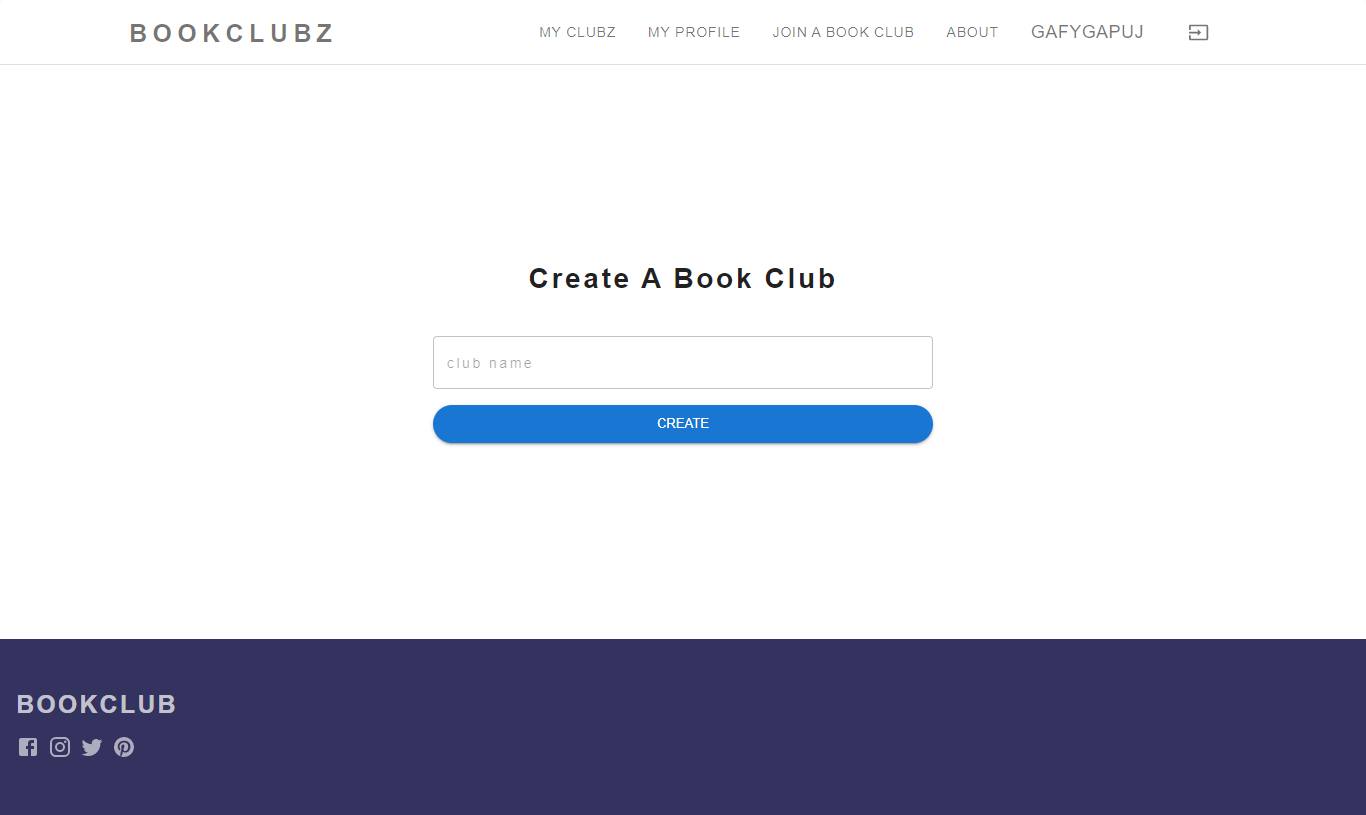 BOOKCLUBZ
MY CLUBZ MY PROFILE JOIN A BOOK CLUB ABOUT GAFYGAPUJ
Create A Book Club
club name
CREATE
BOOKCLUB